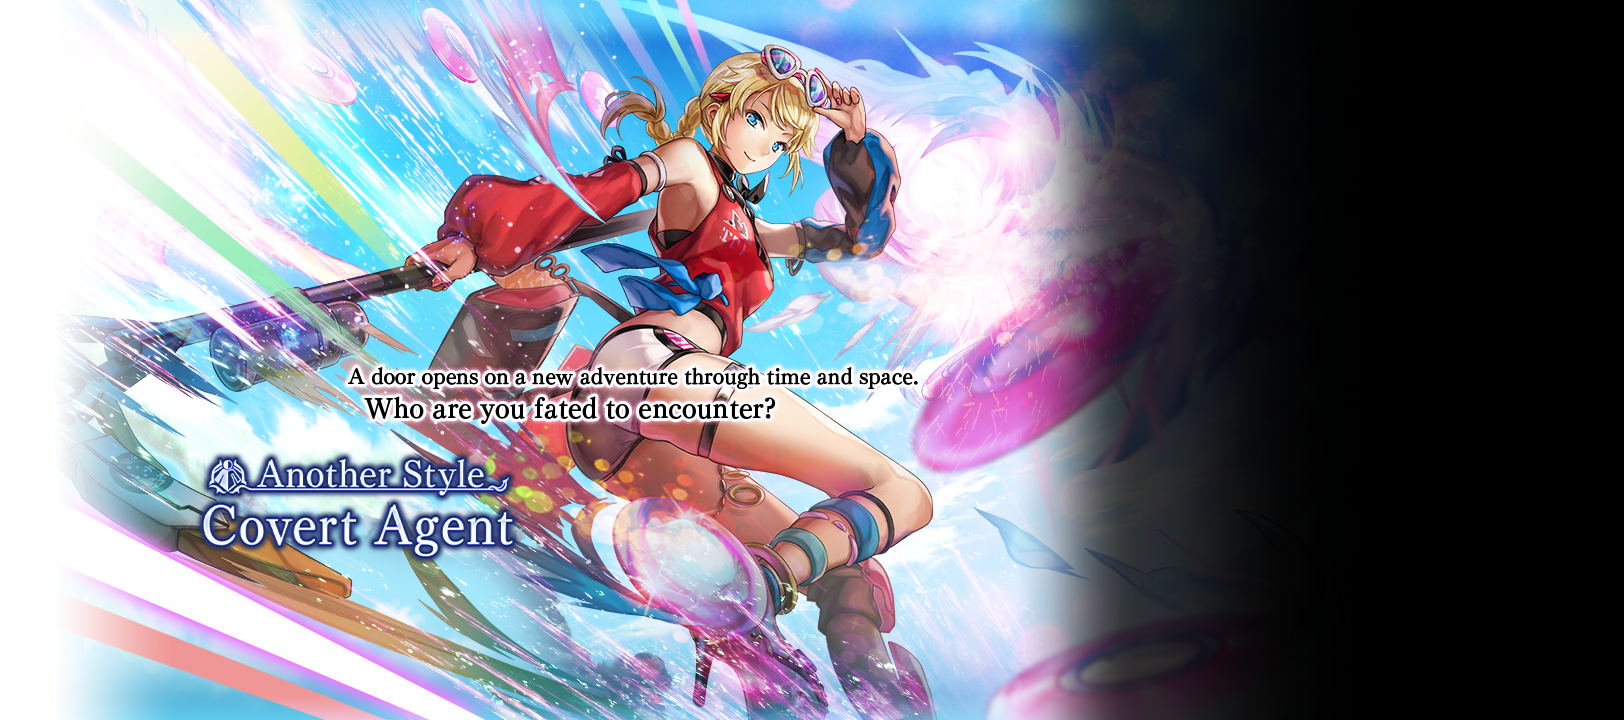 A door opens on a new adventure through time and space.
Who are you fated to encounter?
Another Style
Covert Agent